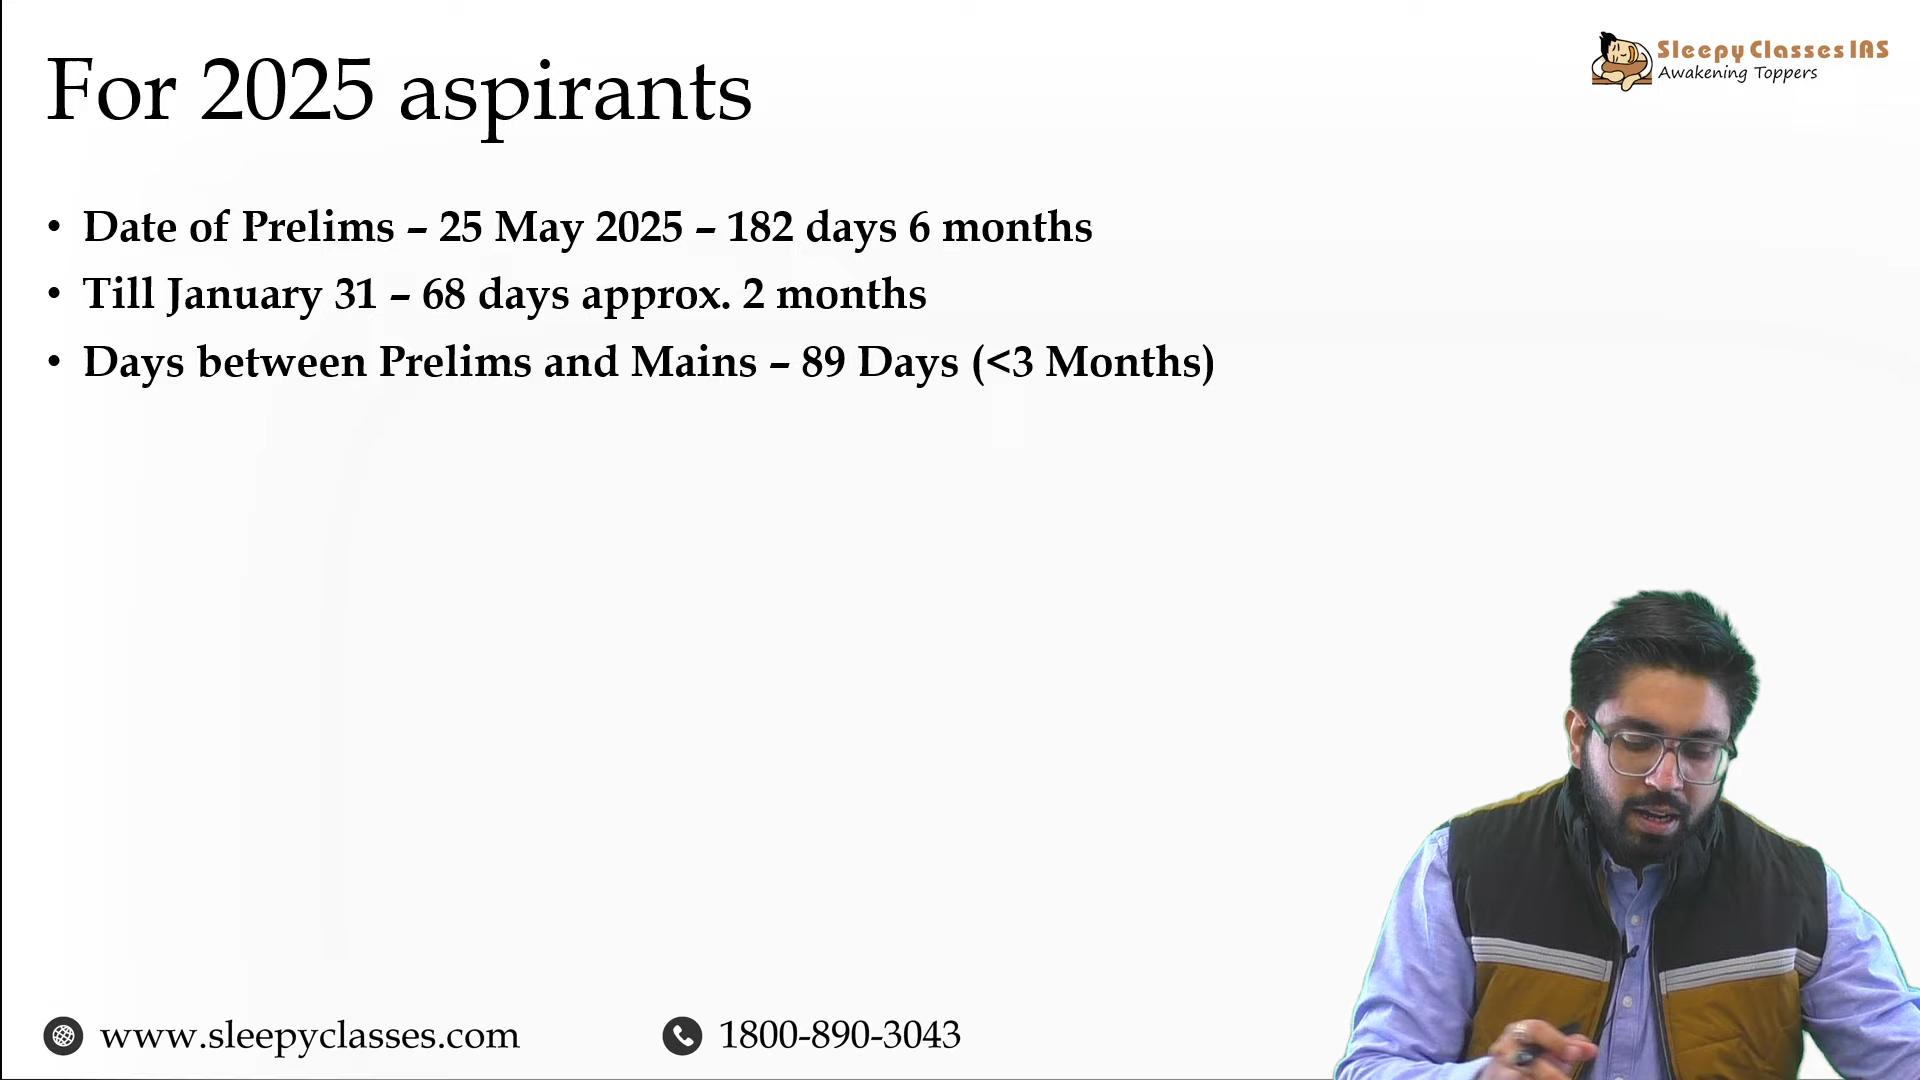 For 2025 aspirants
Sleepy Classes IAS
Awakening Toppers
• Date of Prelims – 25 May 2025 – 182 days 6 months
• Till January 31 – 68 days approx. 2 months
• Days between Prelims and Mains – 89 Days (<3 Months)
www.sleepyclasses.com
1800-890-3043